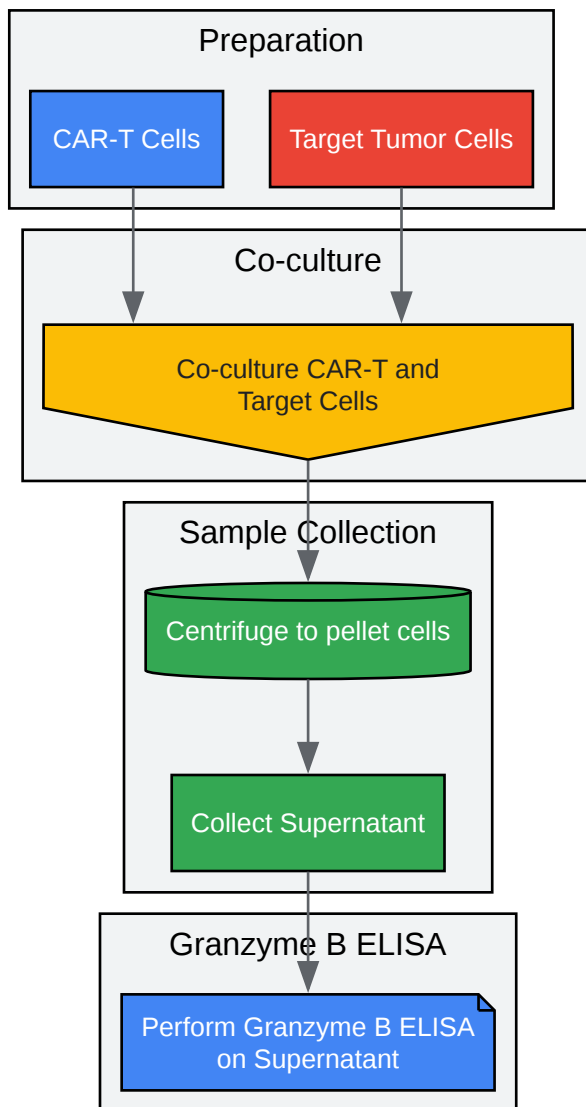 Preparation
CAR-T Cells
Target Tumor Cells
Co-culture
Co-culture CAR-T and
Target Cells
Sample Collection
Centrifuge to pellet cells
Collect Supernatant
Granzyme B ELISA
Perform Granzyme B ELISA
on Supernatant